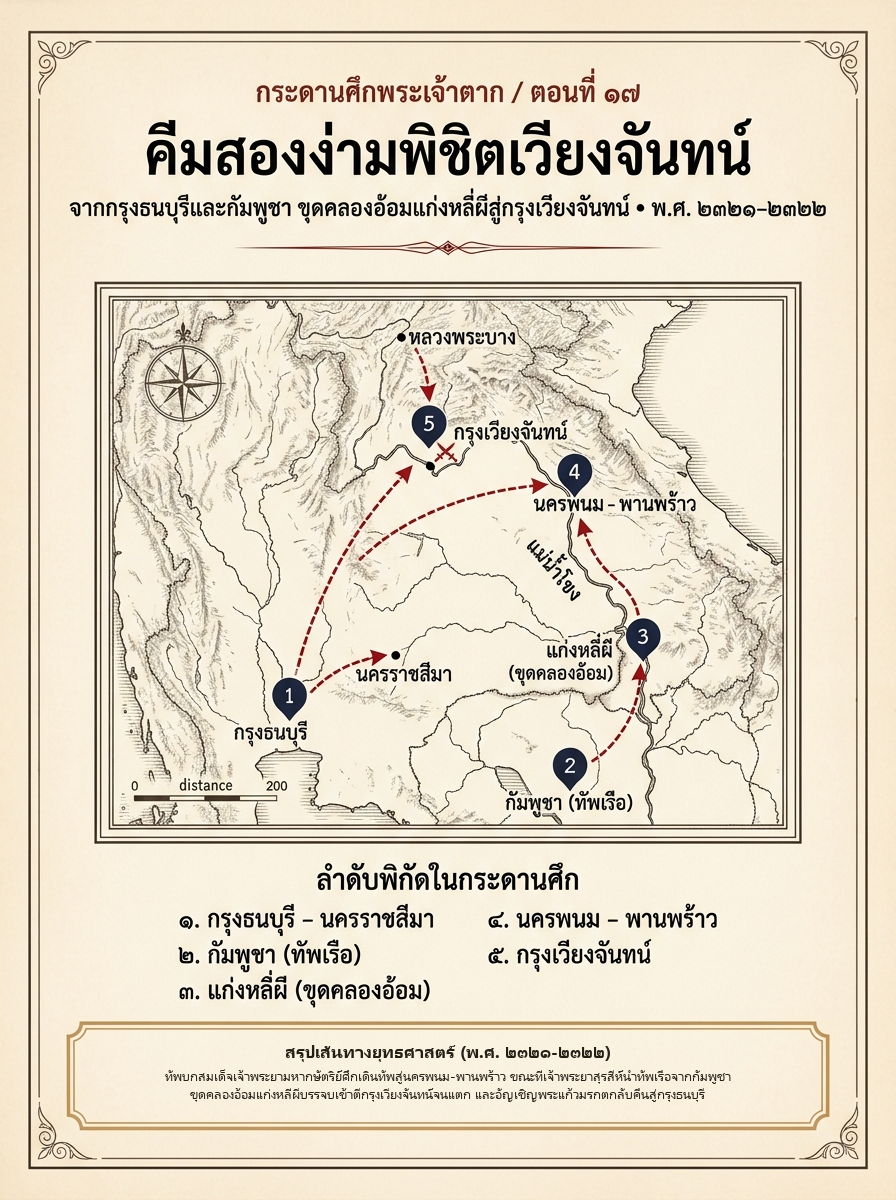 กระดานศึกพระเจ้าตาก / ตอนที่ ๑๗
คีมสองง่ามพิชิตเวียงจันทน์
จากกรุงธนบุรีและกัมพูชา ขุดคลองอ้อมแก่งหลี่ผีสู่กรุงเวียงจันทน์ • พ.ศ. ๒๓๒๑–๒๓๒๒
หลวงพระบาง
5
กรุงเวียงจันทน์
4
นครพนม – พานพร้าว
แม่น้ำโขง
3
แก่งหลี่ผี
(ขุดคลองอ้อม)
นครราชสีมา
1
กรุงธนบุรี
2
กัมพูชา (ทัพเรือ)
0 distance 200
ลำดับพิกัดในกระดานศึก
๑. กรุงธนบุรี – นครราชสีมา
๒. กัมพูชา (ทัพเรือ)
๓. แก่งหลี่ผี (ขุดคลองอ้อม)
๔. นครพนม – พานพร้าว
๕. กรุงเวียงจันทน์
สรุปเส้นทางยุทธศาสตร์ (พ.ศ. ๒๓๒๑-๒๓๒๒)
ทัพบกสมเด็จเจ้าพระยามหากษัตริย์ศึกเดินทัพสู่นครพนม-พานพร้าว ขณะที่เจ้าพระยาสุรสีห์นำทัพเรือจากกัมพูชา
ขุดคลองอ้อมแก่งหลี่ผีบรรจบเข้าตีกรุงเวียงจันทน์จนแตก และอัญเชิญพระแก้วมรกตกลับคืนสู่กรุงธนบุรี